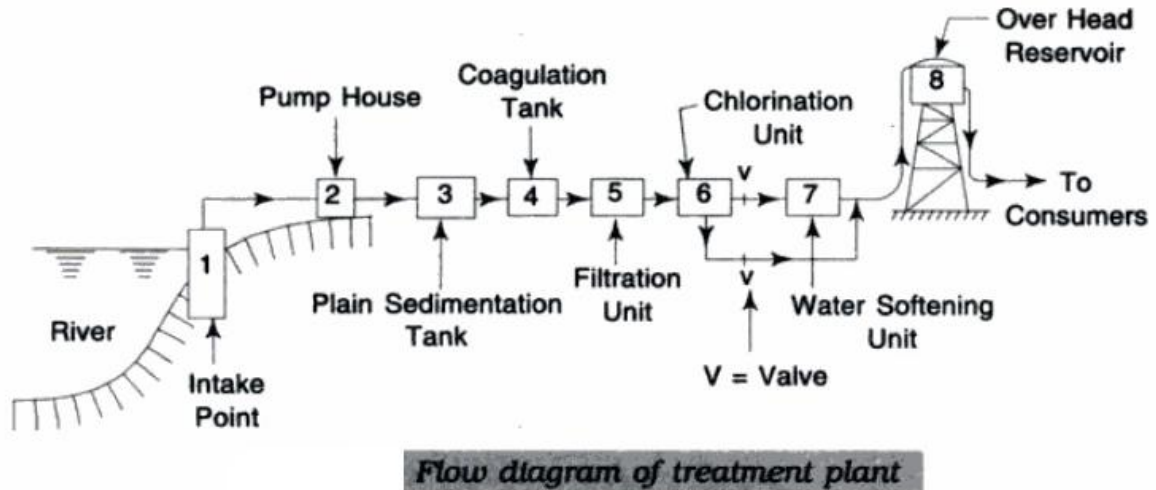 Over Head
Reservoir
8
Coagulation
Tank
Pump House
Chlorination
Unit
V
2
3
4
5
6
7
To
Consumers
1
River
Intake
Point
Plain Sedimentation
Tank
Filtration
Unit
V
Water Softening
Unit
V = Valve
Flow diagram of treatment plant